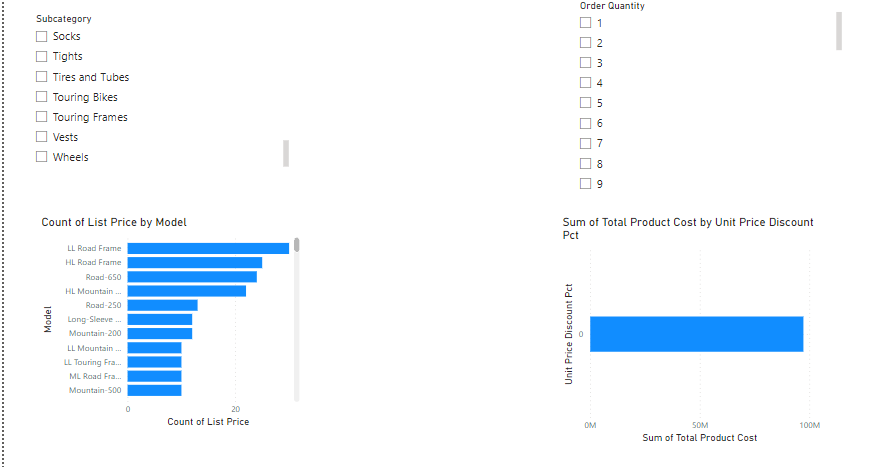 Subcategory
Socks
Tights
Tires and Tubes
Touring Bikes
Touring Frames
Vests
Wheels
Order Quantity
1
2
3
4
5
6
7
8
9
Count of List Price by Model
LL Road Frame
HL Road Frame
Road-650
HL Mountain ...
Road-250
Long-Sleeve ...
Mountain-200
LL Mountain ...
LL Touring Fra...
ML Road Fra...
Mountain-500
Model
0 20
Count of List Price
Sum of Total Product Cost by Unit Price Discount
Pct
Unit Price Discount Pct
0
0M 50M 100M
Sum of Total Product Cost